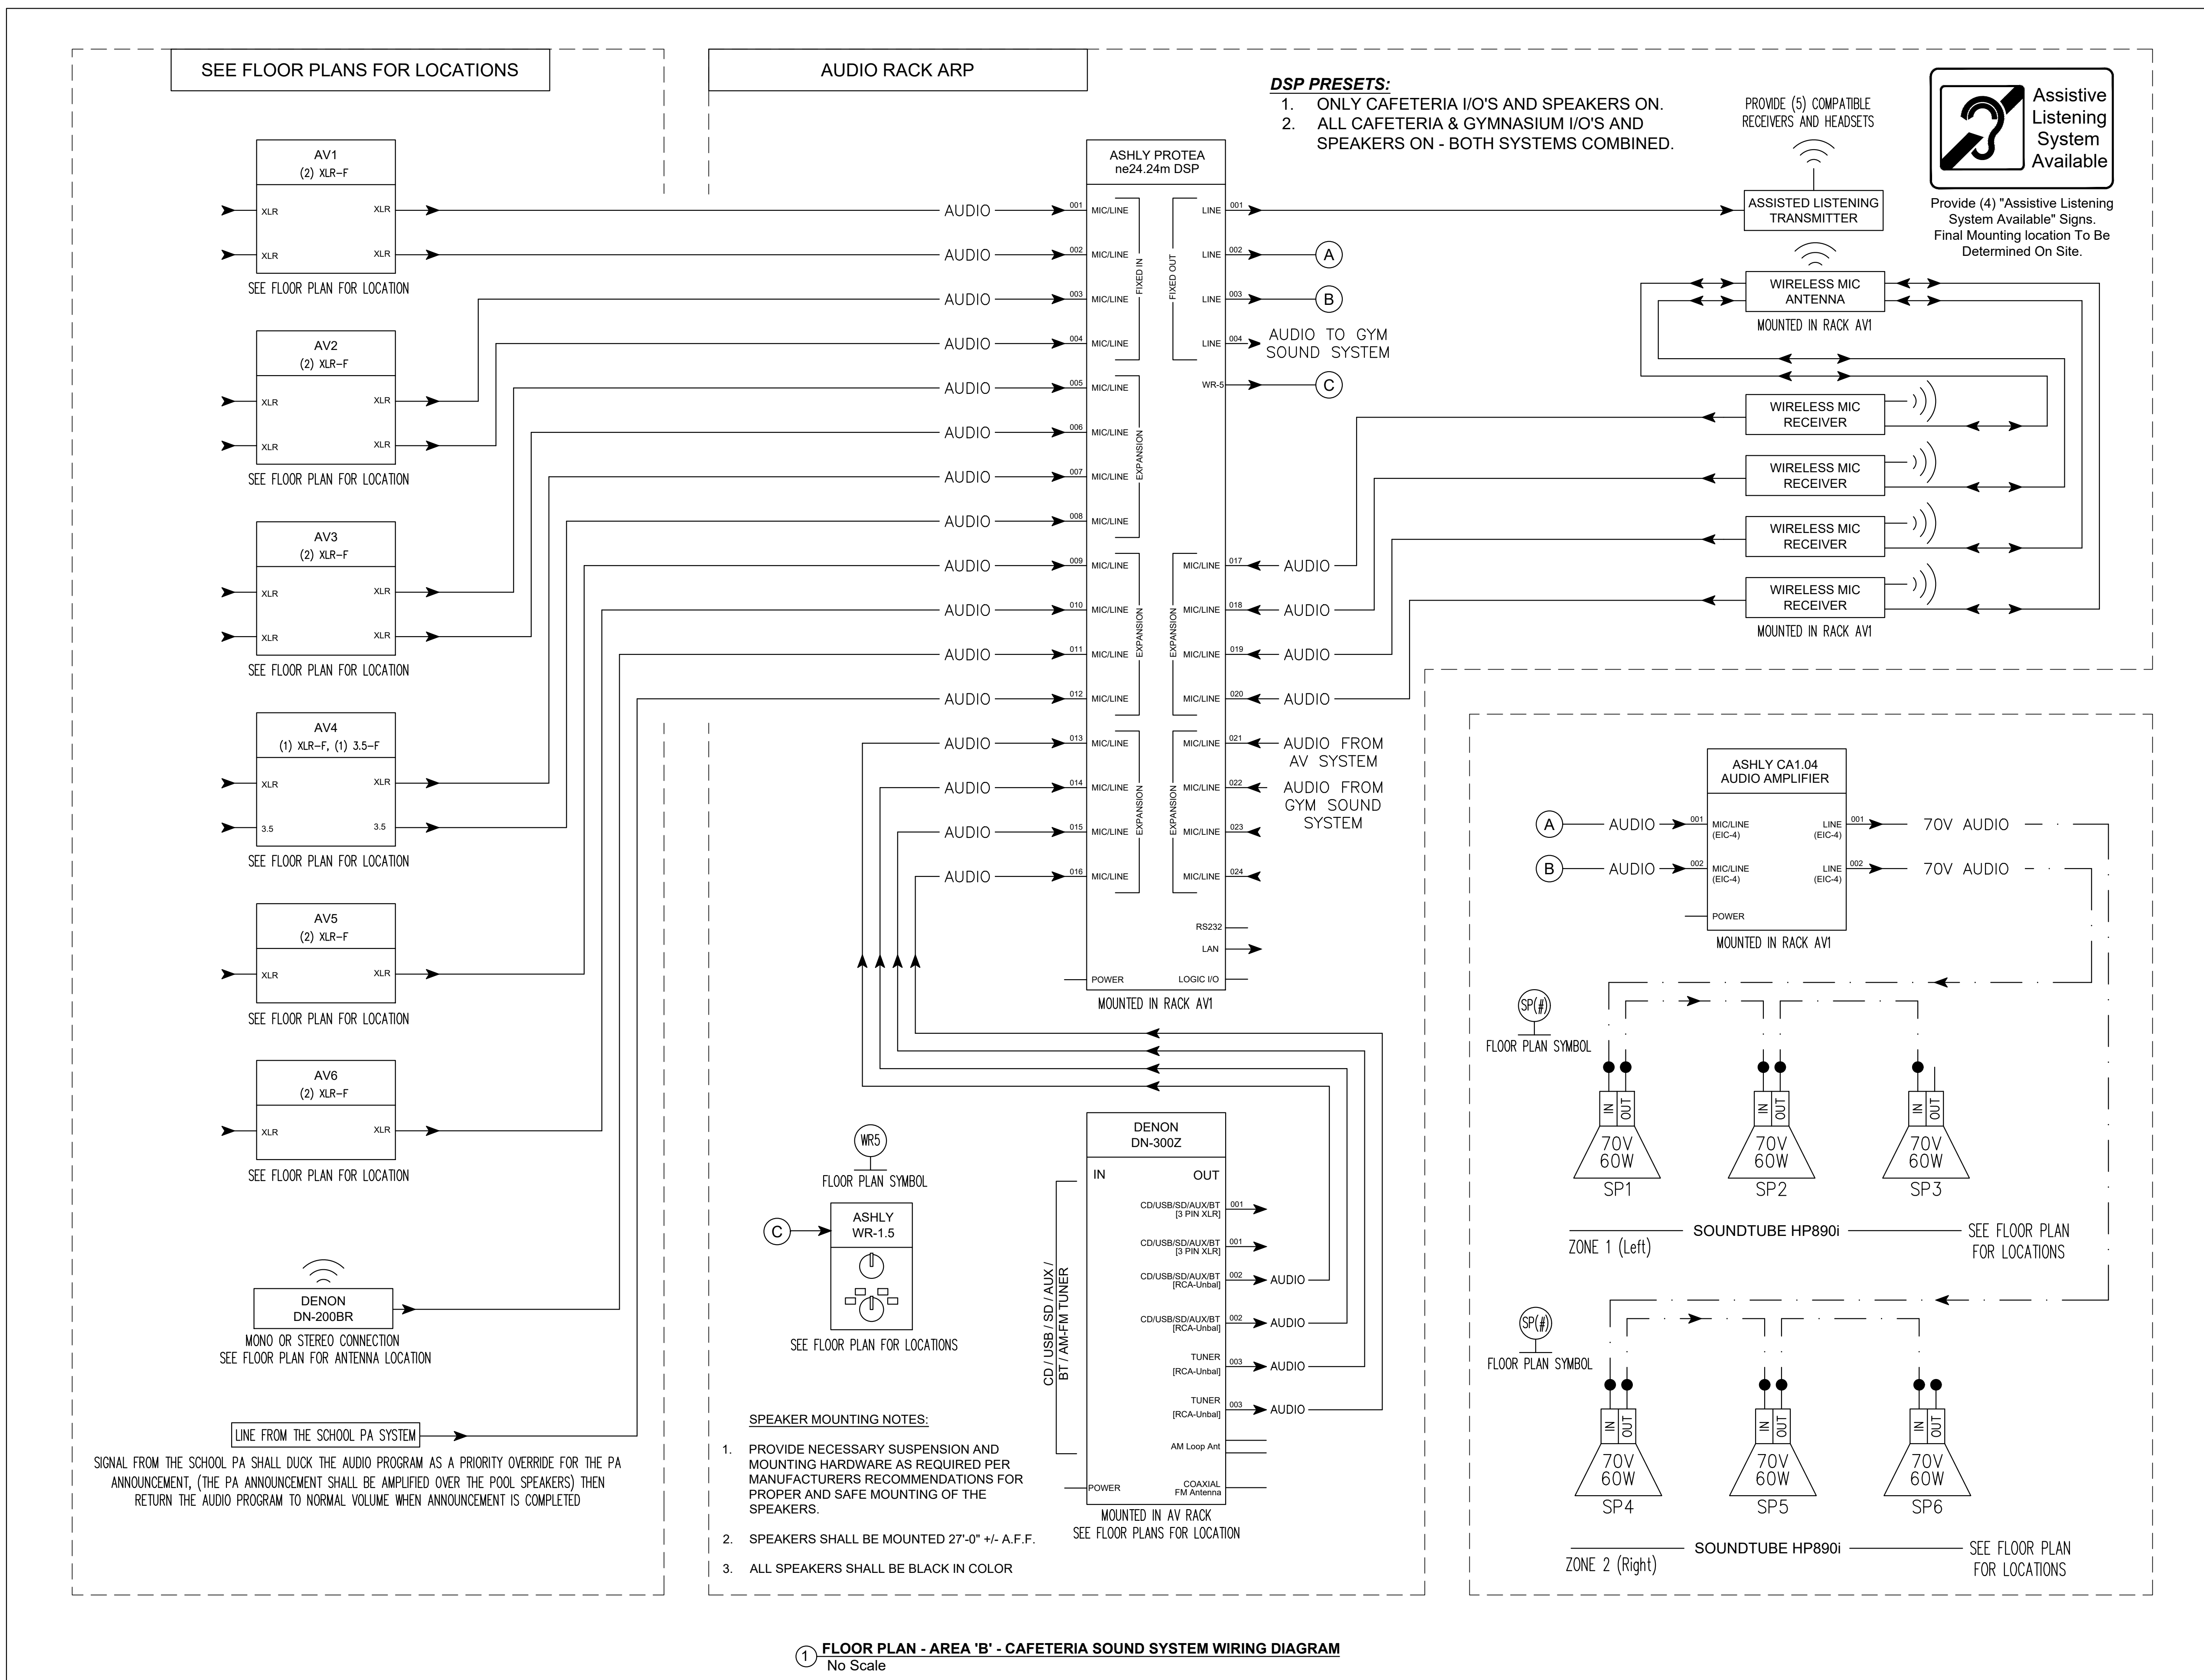 SEE FLOOR PLANS FOR LOCATIONS
AV1
(2) XLR-F
XLR
XLR
XLR
XLR
SEE FLOOR PLAN FOR LOCATION
AV2
(2) XLR-F
XLR
XLR
XLR
XLR
SEE FLOOR PLAN FOR LOCATION
AV3
(2) XLR-F
XLR
XLR
XLR
XLR
SEE FLOOR PLAN FOR LOCATION
AV4
(1) XLR-F, (1) 3.5-F
XLR
XLR
3.5
3.5
SEE FLOOR PLAN FOR LOCATION
AV5
(2) XLR-F
XLR
XLR
SEE FLOOR PLAN FOR LOCATION
AV6
(2) XLR-F
XLR
XLR
SEE FLOOR PLAN FOR LOCATION
DENON
DN-200BR
MONO OR STEREO CONNECTION
SEE FLOOR PLAN FOR ANTENNA LOCATION
LINE FROM THE SCHOOL PA SYSTEM
SIGNAL FROM THE SCHOOL PA SHALL DUCK THE AUDIO PROGRAM AS A PRIORITY OVERRIDE FOR THE PA
ANNOUNCEMENT, (THE PA ANNOUNCEMENT SHALL BE AMPLIFIED OVER THE POOL SPEAKERS) THEN
RETURN THE AUDIO PROGRAM TO NORMAL VOLUME WHEN ANNOUNCEMENT IS COMPLETED
AUDIO RACK ARP
DSP PRESETS:
1. ONLY CAFETERIA I/O'S AND SPEAKERS ON.
2. ALL CAFETERIA & GYMNASIUM I/O'S AND
SPEAKERS ON - BOTH SYSTEMS COMBINED.
ASHLY PROTEA
ne24.24m DSP
AUDIO 001 MIC/LINE
AUDIO 002 MIC/LINE
AUDIO 003 MIC/LINE
AUDIO 004 MIC/LINE
FIXED IN
AUDIO 005 MIC/LINE
AUDIO 006 MIC/LINE
AUDIO 007 MIC/LINE
AUDIO 008 MIC/LINE
EXPANSION
AUDIO 009 MIC/LINE
AUDIO 010 MIC/LINE
AUDIO 011 MIC/LINE
AUDIO 012 MIC/LINE
EXPANSION
AUDIO 013 MIC/LINE
AUDIO 014 MIC/LINE
AUDIO 015 MIC/LINE
AUDIO 016 MIC/LINE
EXPANSION
POWER
FIXED OUT
LINE 001
LINE 002 A
LINE 003 B
LINE 004 AUDIO TO GYM
SOUND SYSTEM
WR-5 C
EXPANSION
MIC/LINE 017 AUDIO
MIC/LINE 018 AUDIO
MIC/LINE 019 AUDIO
MIC/LINE 020 AUDIO
EXPANSION
MIC/LINE 021 AUDIO FROM
AV SYSTEM
MIC/LINE 022 AUDIO FROM
GYM SOUND
SYSTEM
MIC/LINE 023
MIC/LINE 024
RS232
LAN
LOGIC I/O
MOUNTED IN RACK AV1
PROVIDE (5) COMPATIBLE
RECEIVERS AND HEADSETS
ASSISTED LISTENING
TRANSMITTER
Assistive
Listening
System
Available
Provide (4) "Assistive Listening
System Available" Signs.
Final Mounting location To Be
Determined On Site.
WIRELESS MIC
ANTENNA
MOUNTED IN RACK AV1
WIRELESS MIC
RECEIVER
WIRELESS MIC
RECEIVER
WIRELESS MIC
RECEIVER
WIRELESS MIC
RECEIVER
MOUNTED IN RACK AV1
WR5
FLOOR PLAN SYMBOL
C
ASHLY
WR-1.5
SEE FLOOR PLAN FOR LOCATIONS
DENON
DN-300Z
IN
OUT
CD / USB / SD / AUX /
BT / AM-FM TUNER
CD/USB/SD/AUX/BT 001
[3 PIN XLR]
CD/USB/SD/AUX/BT 001
[3 PIN XLR]
CD/USB/SD/AUX/BT 002 AUDIO
[RCA-Unbal]
CD/USB/SD/AUX/BT 002 AUDIO
[RCA-Unbal]
TUNER 003 AUDIO
[RCA-Unbal]
TUNER 003 AUDIO
[RCA-Unbal]
AM Loop Ant
POWER
COAXIAL
FM Antenna
MOUNTED IN AV RACK
SEE FLOOR PLANS FOR LOCATION
SPEAKER MOUNTING NOTES:
1. PROVIDE NECESSARY SUSPENSION AND
MOUNTING HARDWARE AS REQUIRED PER
MANUFACTURERS RECOMMENDATIONS FOR
PROPER AND SAFE MOUNTING OF THE
SPEAKERS.
2. SPEAKERS SHALL BE MOUNTED 27'-0" +/- A.F.F.
3. ALL SPEAKERS SHALL BE BLACK IN COLOR
ASHLY CA1.04
AUDIO AMPLIFIER
A AUDIO 001 MIC/LINE
(EIC-4)
LINE 001 70V AUDIO
(EIC-4)
B AUDIO 002 MIC/LINE
(EIC-4)
LINE 002 70V AUDIO
(EIC-4)
POWER
MOUNTED IN RACK AV1
SP(#)
FLOOR PLAN SYMBOL
IN OUT
70V
60W
SP1
IN OUT
70V
60W
SP2
IN OUT
70V
60W
SP3
ZONE 1 (Left)
SOUNDTUBE HP890i
SEE FLOOR PLAN
FOR LOCATIONS
SP(#)
FLOOR PLAN SYMBOL
IN OUT
70V
60W
SP4
IN OUT
70V
60W
SP5
IN OUT
70V
60W
SP6
ZONE 2 (Right)
SOUNDTUBE HP890i
SEE FLOOR PLAN
FOR LOCATIONS
1 FLOOR PLAN - AREA 'B' - CAFETERIA SOUND SYSTEM WIRING DIAGRAM
No Scale